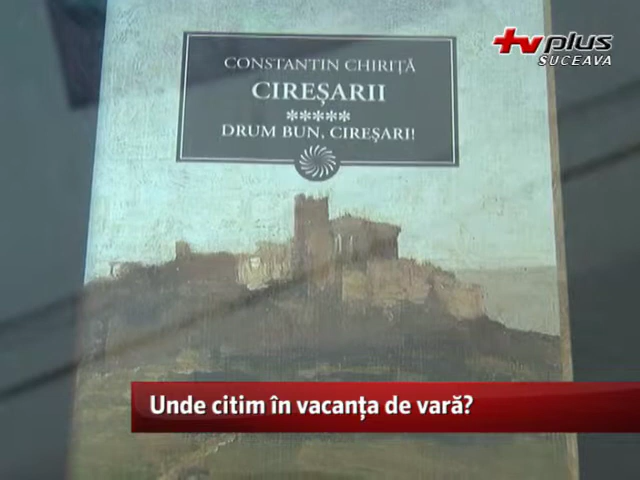 tvplus
SUCEAVA
CONSTANTIN CHIRIȚĂ
CIREȘARII
*****
DRUM BUN, CIREȘARI!
Unde citim în vacanța de vară?